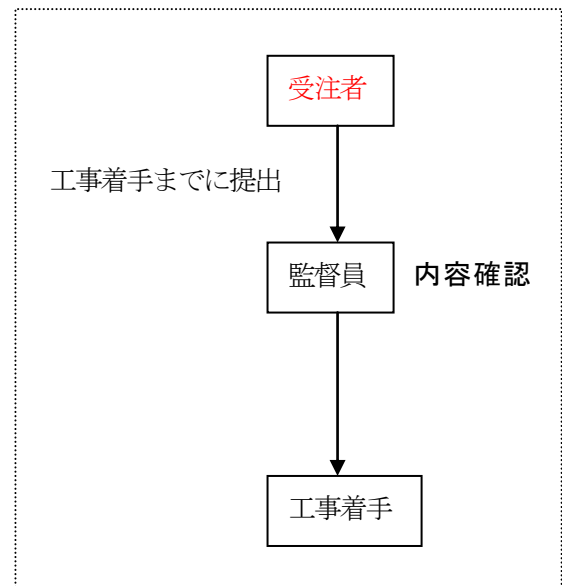 受注者
工事着手までに提出
監督員
内容確認
工事着手